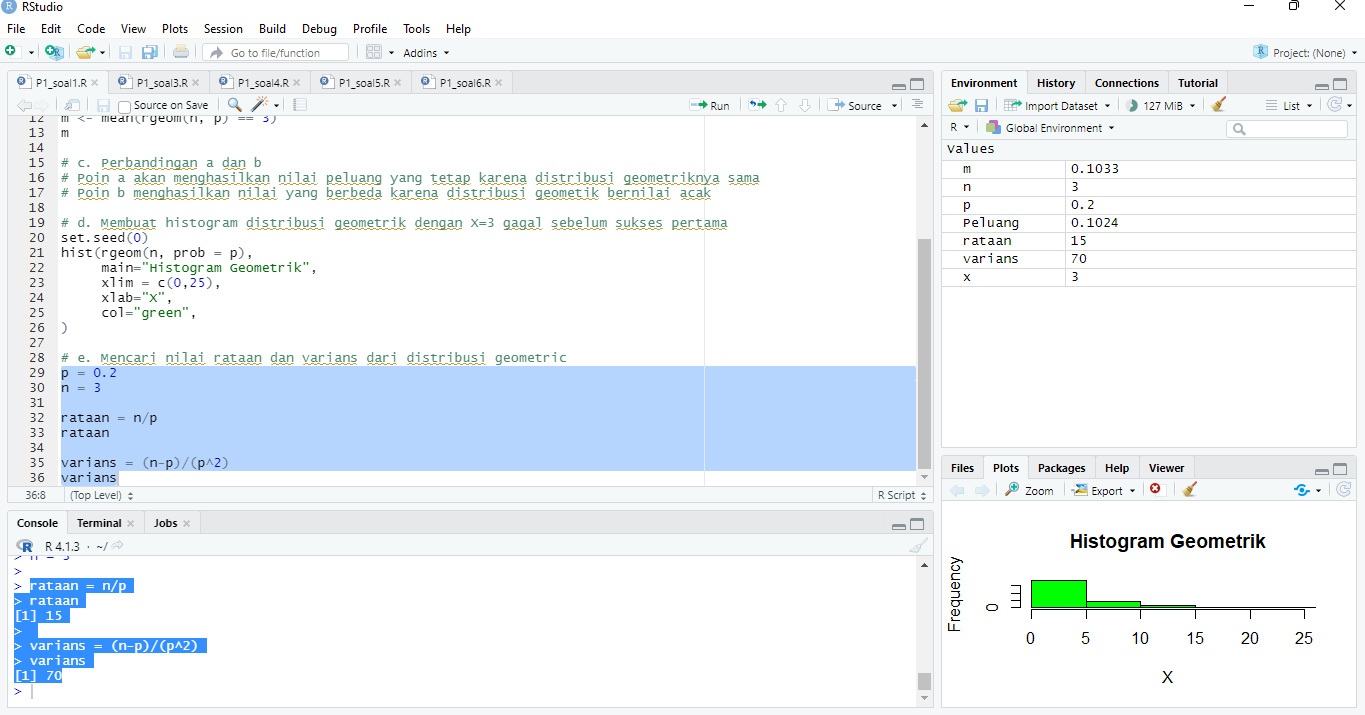 RStudio
File Edit Code View Plots Session Build Debug Profile Tools Help
Go to file/function Addins Project: (None)
P1_soal1.R P1_soal3.R P1_soal4.R P1_soal5.R P1_soal6.R
Source on Save Run Source
12 m <- mean(rgeom(n, p) == 3)
13 m
14
15 # c. Perbandingan a dan b
16 # Poin a akan menghasilkan nilai peluang yang tetap karena distribusi geometriknya sama
17 # Poin b menghasilkan nilai yang berbeda karena distribusi geometik bernilai acak
18
19 # d. Membuat histogram distribusi geometrik dengan X=3 gagal sebelum sukses pertama
20 set.seed(0)
21 hist(rgeom(n, prob = p),
22 main="Histogram Geometrik",
23 xlim = c(0,25),
24 xlab="X",
25 col="green",
26 )
27
28 # e. Mencari nilai rataan dan varians dari distribusi geometric
29 p = 0.2
30 n = 3
31
32 rataan = n/p
33 rataan
34
35 varians = (n-p)/(p^2)
36 varians
36:8 (Top Level) R Script
Console Terminal Jobs
R 4.1.3 · ~/
> n = 3
>
> rataan = n/p
> rataan
[1] 15
>
> varians = (n-p)/(p^2)
> varians
[1] 70
>
Environment History Connections Tutorial
Import Dataset 127 MiB List
R Global Environment
Values
m 0.1033
n 3
p 0.2
Peluang 0.1024
rataan 15
varians 70
x 3
Files Plots Packages Help Viewer
Zoom Export
Histogram Geometrik
Frequency
0
0 5 10 15 20 25
X